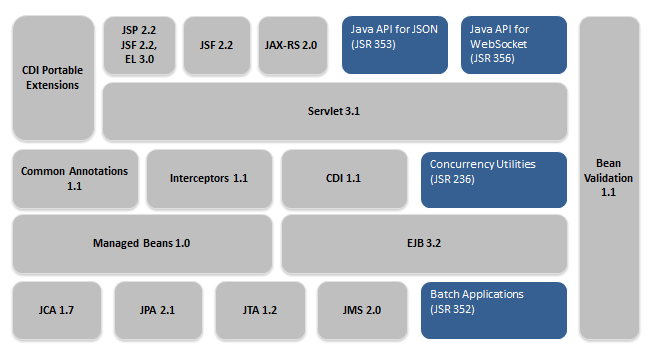 CDI Portable
Extensions
JSP 2.2
JSF 2.2,
EL 3.0
JSF 2.2
JAX-RS 2.0
Java API for JSON
(JSR 353)
Java API for
WebSocket
(JSR 356)
Servlet 3.1
Common Annotations
1.1
Interceptors 1.1
CDI 1.1
Concurrency Utilities
(JSR 236)
Bean
Validation
1.1
Managed Beans 1.0
EJB 3.2
JCA 1.7
JPA 2.1
JTA 1.2
JMS 2.0
Batch Applications
(JSR 352)